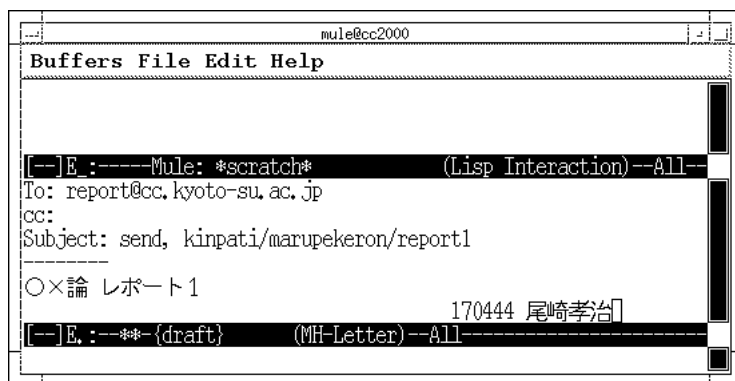 mule@cc2000
Buffers File Edit Help
[--]E_:-----Mule: *scratch* (Lisp Interaction)--All--
To: report@cc.kyoto-su.ac.jp
cc:
Subject: send, kinpati/marupekeron/report1
--------
○×論 レポート1
170444 尾崎孝治
[--]E.:--**-{draft} (MH-Letter)--All-----------------------